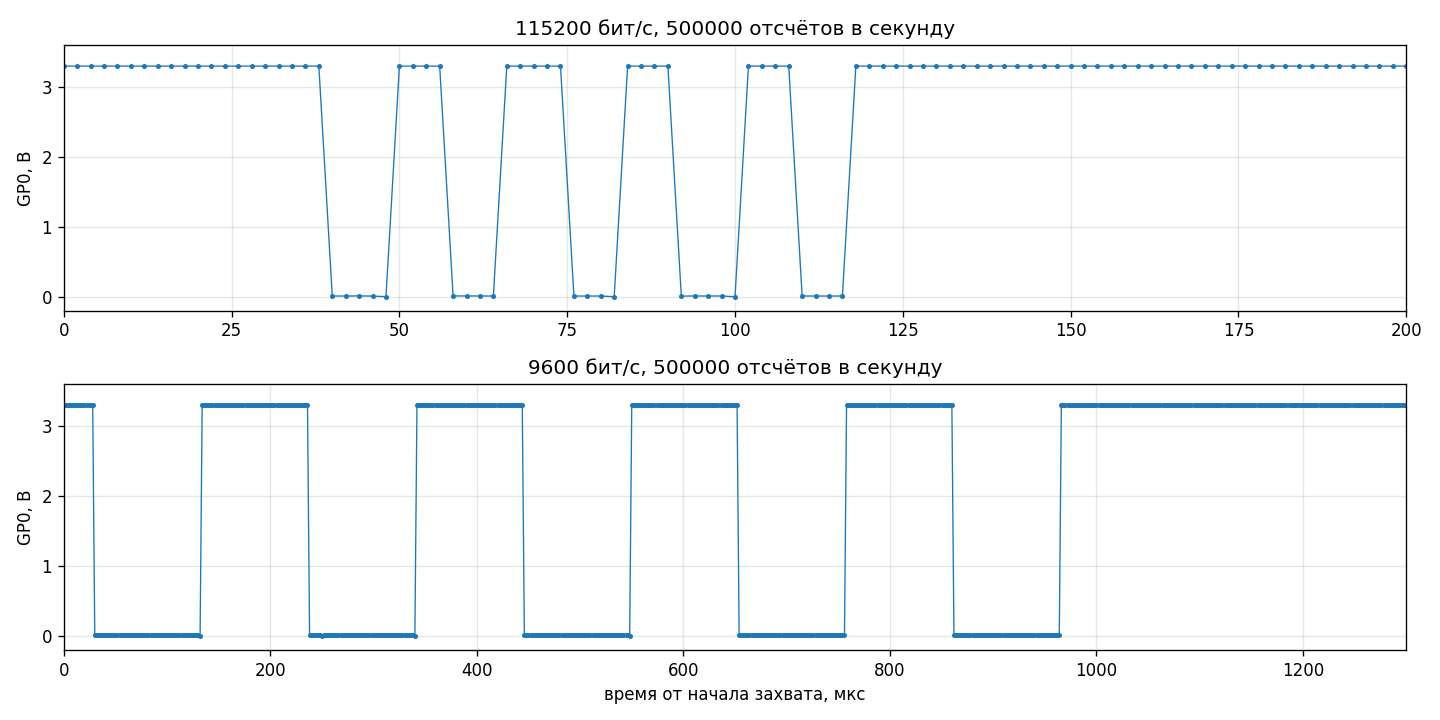 115200 бит/с, 500000 отсчётов в секунду
GP0, В
3
2
1
0
0 25 50 75 100 125 150 175 200
9600 бит/с, 500000 отсчётов в секунду
GP0, В
3
2
1
0
0 200 400 600 800 1000 1200
время от начала захвата, мкс